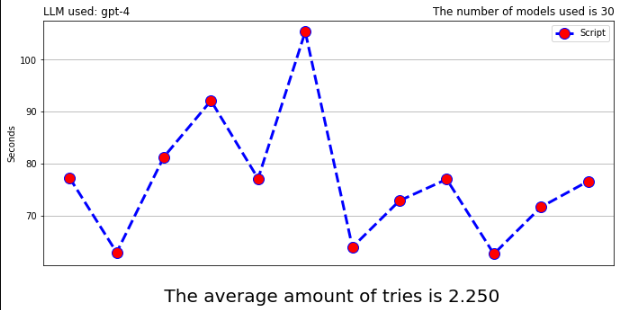 LLM used: gpt-4
The number of models used is 30
Script
100
90
80
70
Seconds
The average amount of tries is 2.250